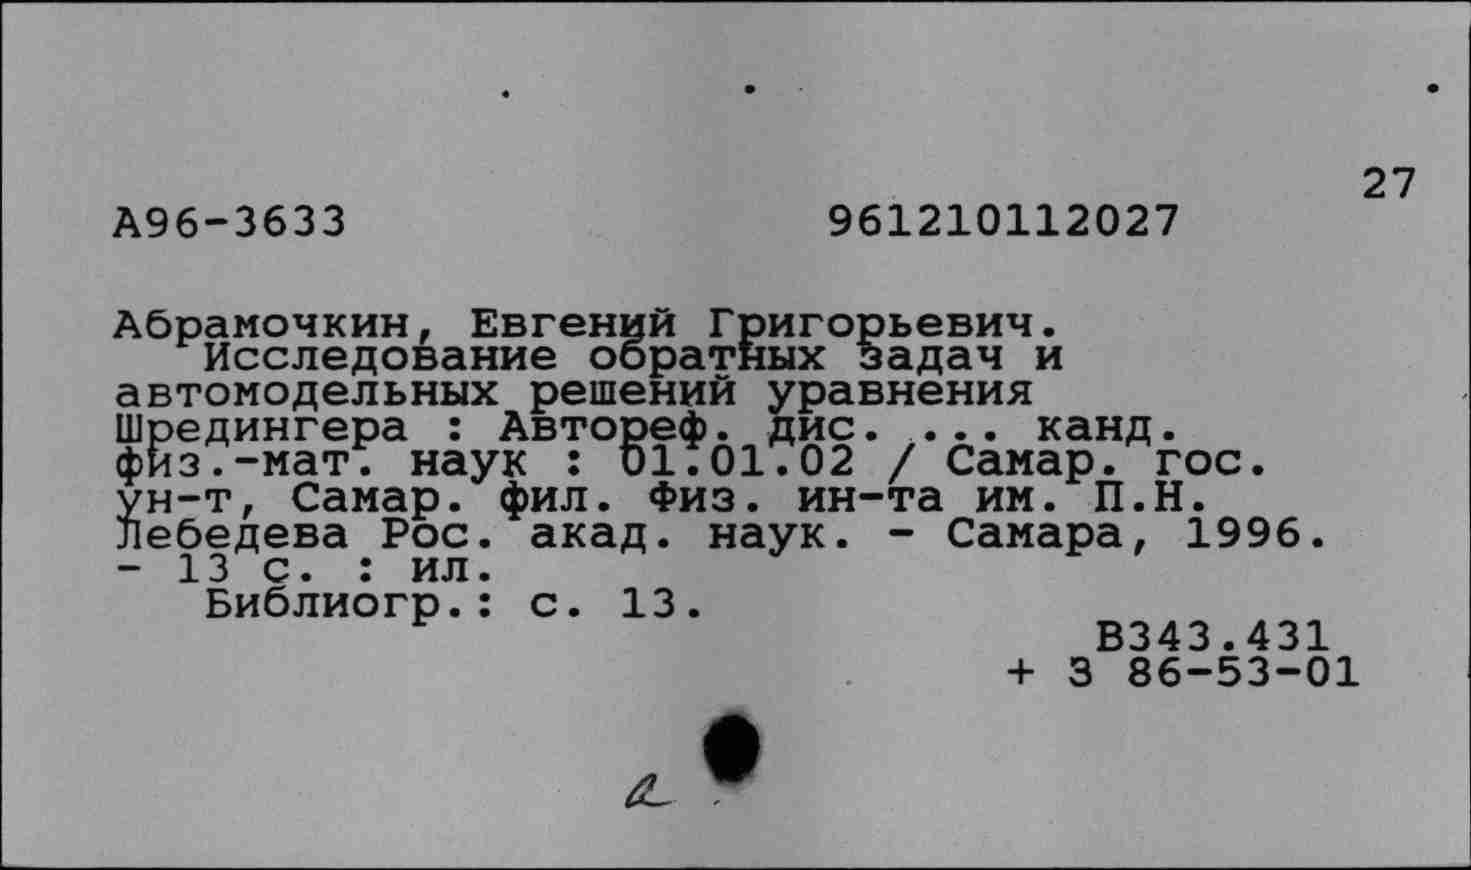 27
А96-3633 961210112027
Абрамочкин, Евгений Григорьевич.
Исследование обратных задач и
автомодельных решений уравнения
Шредингера : Автореф. дис. ... канд.
физ.-мат. наук : 01.01.02 / Самар. гос.
ун-т, Самар. фил. Физ. ин-та им. П.Н.
Лебедева Рос. акад. наук. - Самара, 1996.
- 13 с. : ил.
Библиогр.: с. 13.
В343.431
+ З 86-53-01